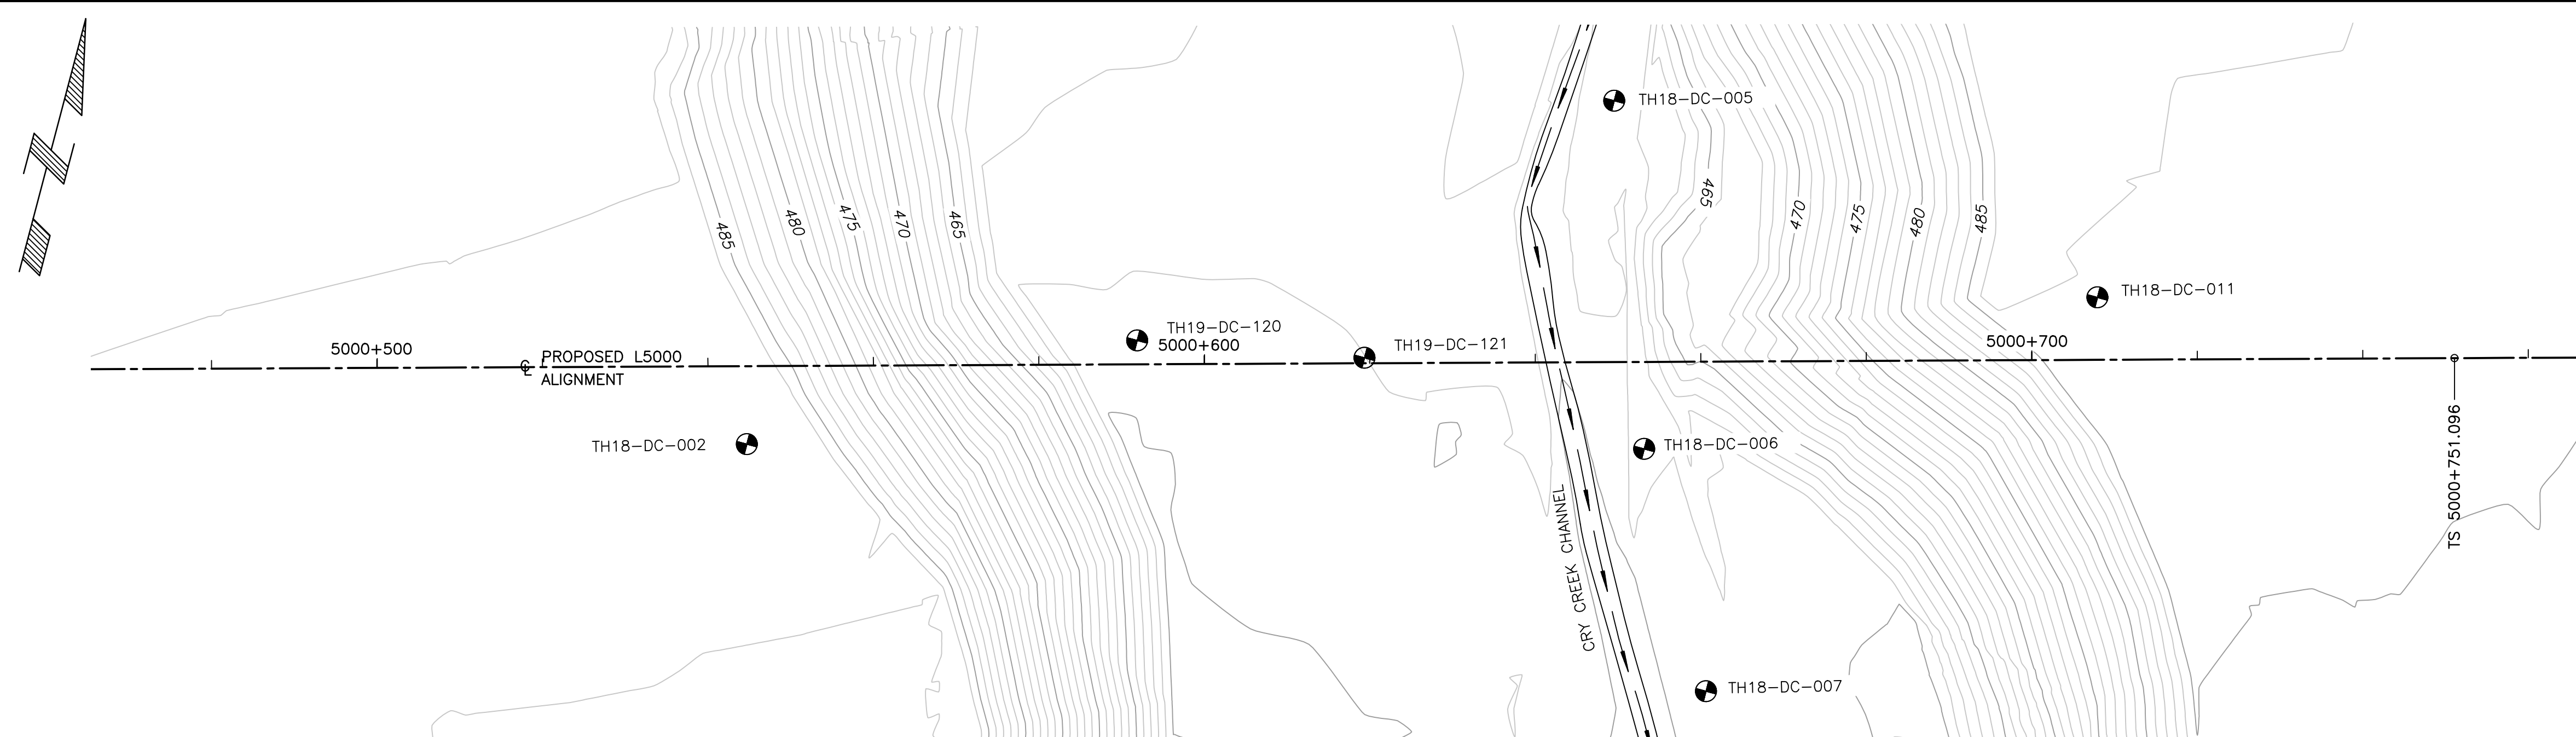 TH18-DC-005
465
485
480
475
470
465
470
475
480
485
TH18-DC-011
TH19-DC-120
5000+500
PROPOSED L5000
ALIGNMENT
5000+600
TH19-DC-121
5000+700
TH18-DC-002
TH18-DC-006
TS 5000+751.096
CRY CREEK CHANNEL
TH18-DC-007